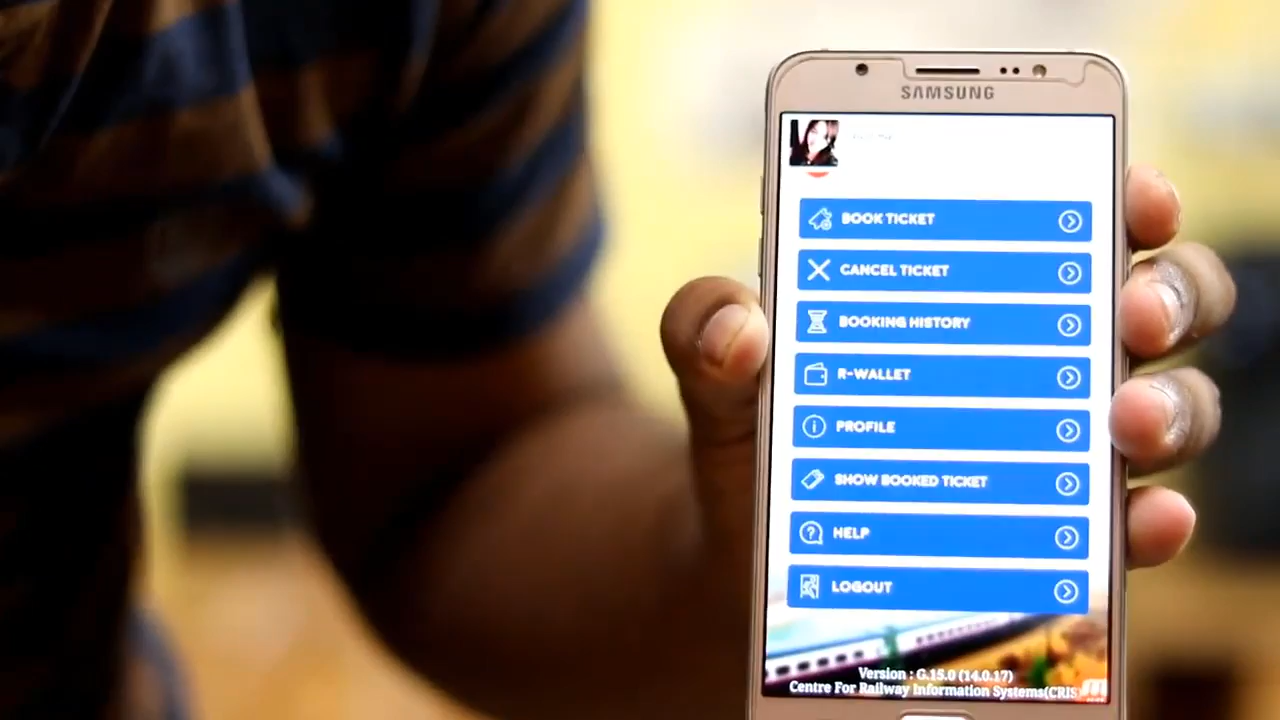 SAMSUNG
BOOK TICKET
CANCEL TICKET
BOOKING HISTORY
R-WALLET
PROFILE
SHOW BOOKED TICKET
HELP
LOGOUT
Version : G.15.0 (14.0.17)
Centre For Railway Information Systems(CRIS